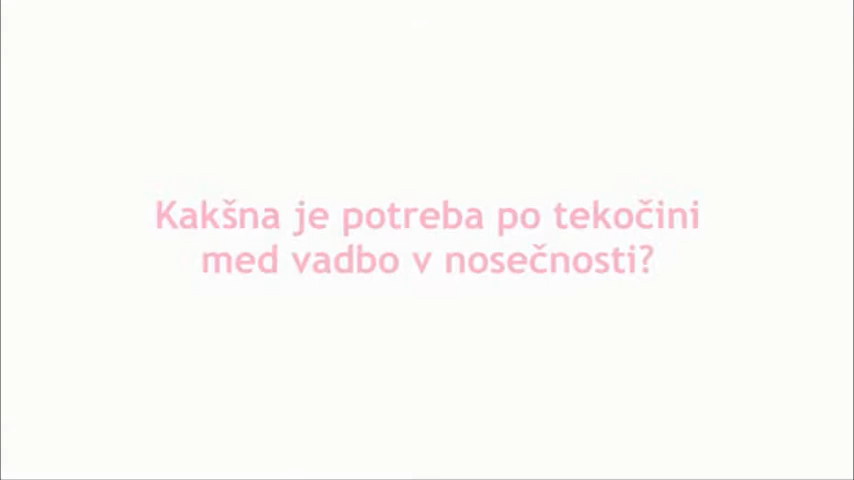 Kakšna je potreba po tekočini
med vadbo v nosečnosti?